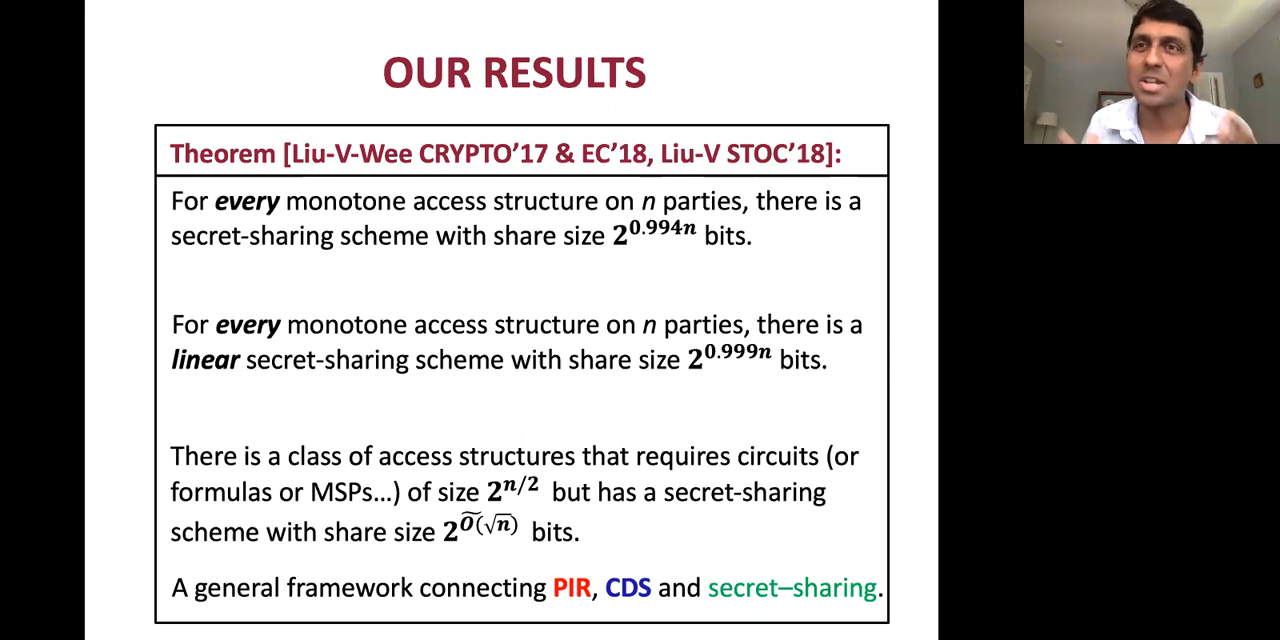 OUR RESULTS
Theorem [Liu-V-Wee CRYPTO'17 & EC'18, Liu-V STOC'18]:
For every monotone access structure on n parties, there is a
secret-sharing scheme with share size 2^{0.994n} bits.
For every monotone access structure on n parties, there is a
linear secret-sharing scheme with share size 2^{0.999n} bits.
There is a class of access structures that requires circuits (or
formulas or MSPs...) of size 2^{n/2} but has a secret-sharing
scheme with share size 2^{Õ(√n)} bits.
A general framework connecting PIR, CDS and secret–sharing.